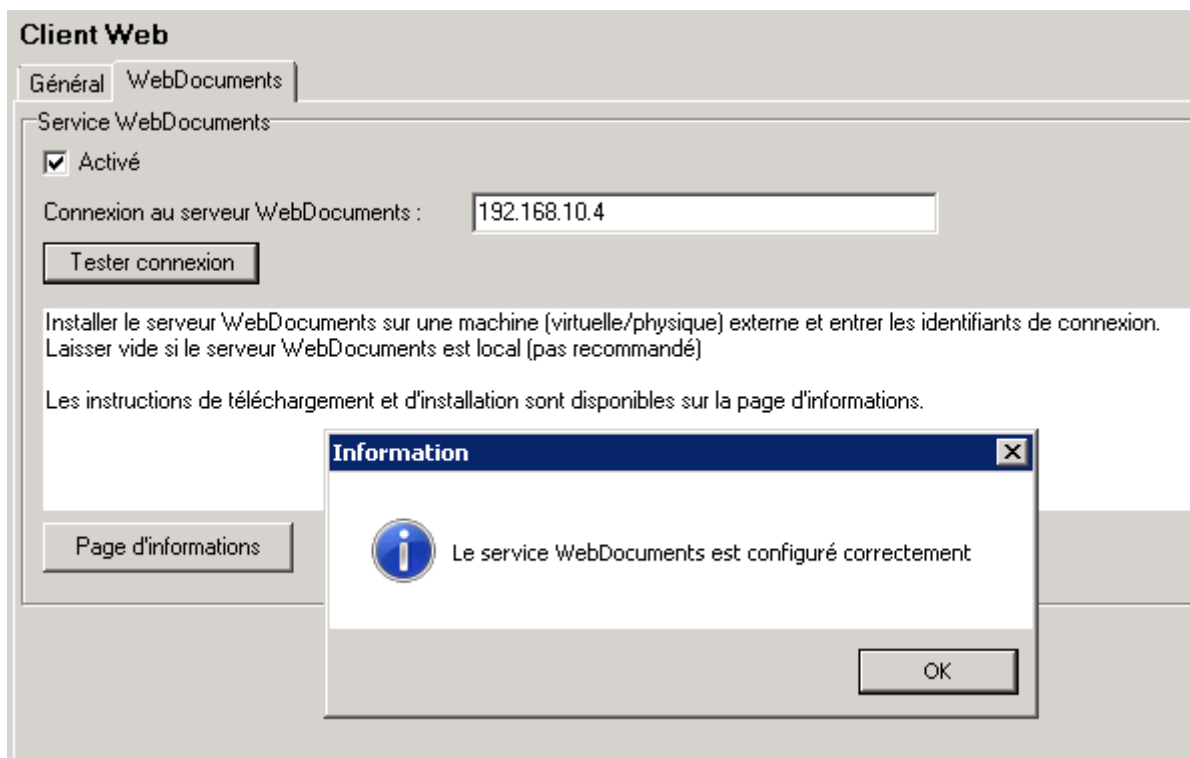 Client Web
Général WebDocuments
Service WebDocuments
Activé
Connexion au serveur WebDocuments : 192.168.10.4
Tester connexion
Installer le serveur WebDocuments sur une machine (virtuelle/physique) externe et entrer les identifiants de connexion.
Laisser vide si le serveur WebDocuments est local (pas recommandé)
Les instructions de téléchargement et d'installation sont disponibles sur la page d'informations.
Information
Page d'informations
Le service WebDocuments est configuré correctement
OK